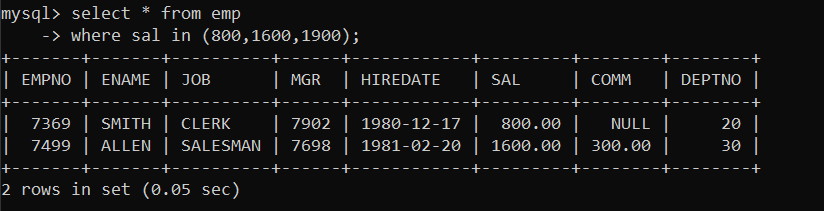 mysql> select * from emp
    -> where sal in (800,1600,1900);
+-------+-------+----------+------+------------+---------+--------+--------+
| EMPNO | ENAME | JOB      | MGR  | HIREDATE   | SAL     | COMM   | DEPTNO |
+-------+-------+----------+------+------------+---------+--------+--------+
|  7369 | SMITH | CLERK    | 7902 | 1980-12-17 |  800.00 |   NULL |     20 |
|  7499 | ALLEN | SALESMAN | 7698 | 1981-02-20 | 1600.00 | 300.00 |     30 |
+-------+-------+----------+------+------------+---------+--------+--------+
2 rows in set (0.05 sec)